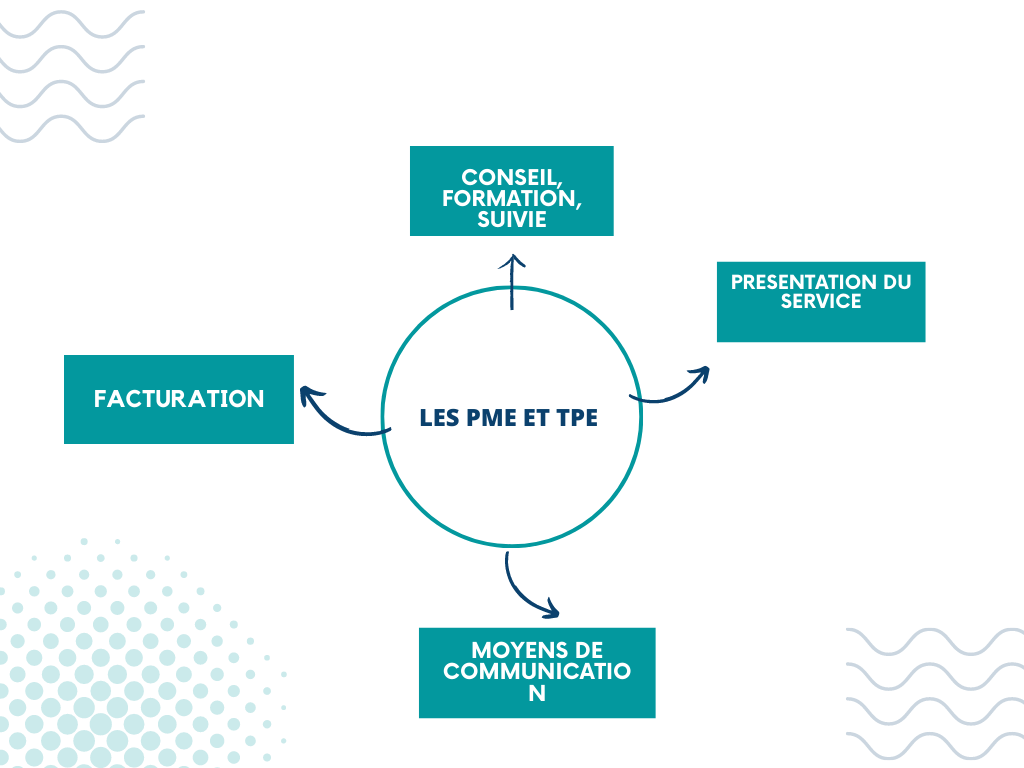 CONSEIL,
FORMATION,
SUIVIE
PRESENTATION DU
SERVICE
FACTURATION
LES PME ET TPE
MOYENS DE
COMMUNICATIO
N